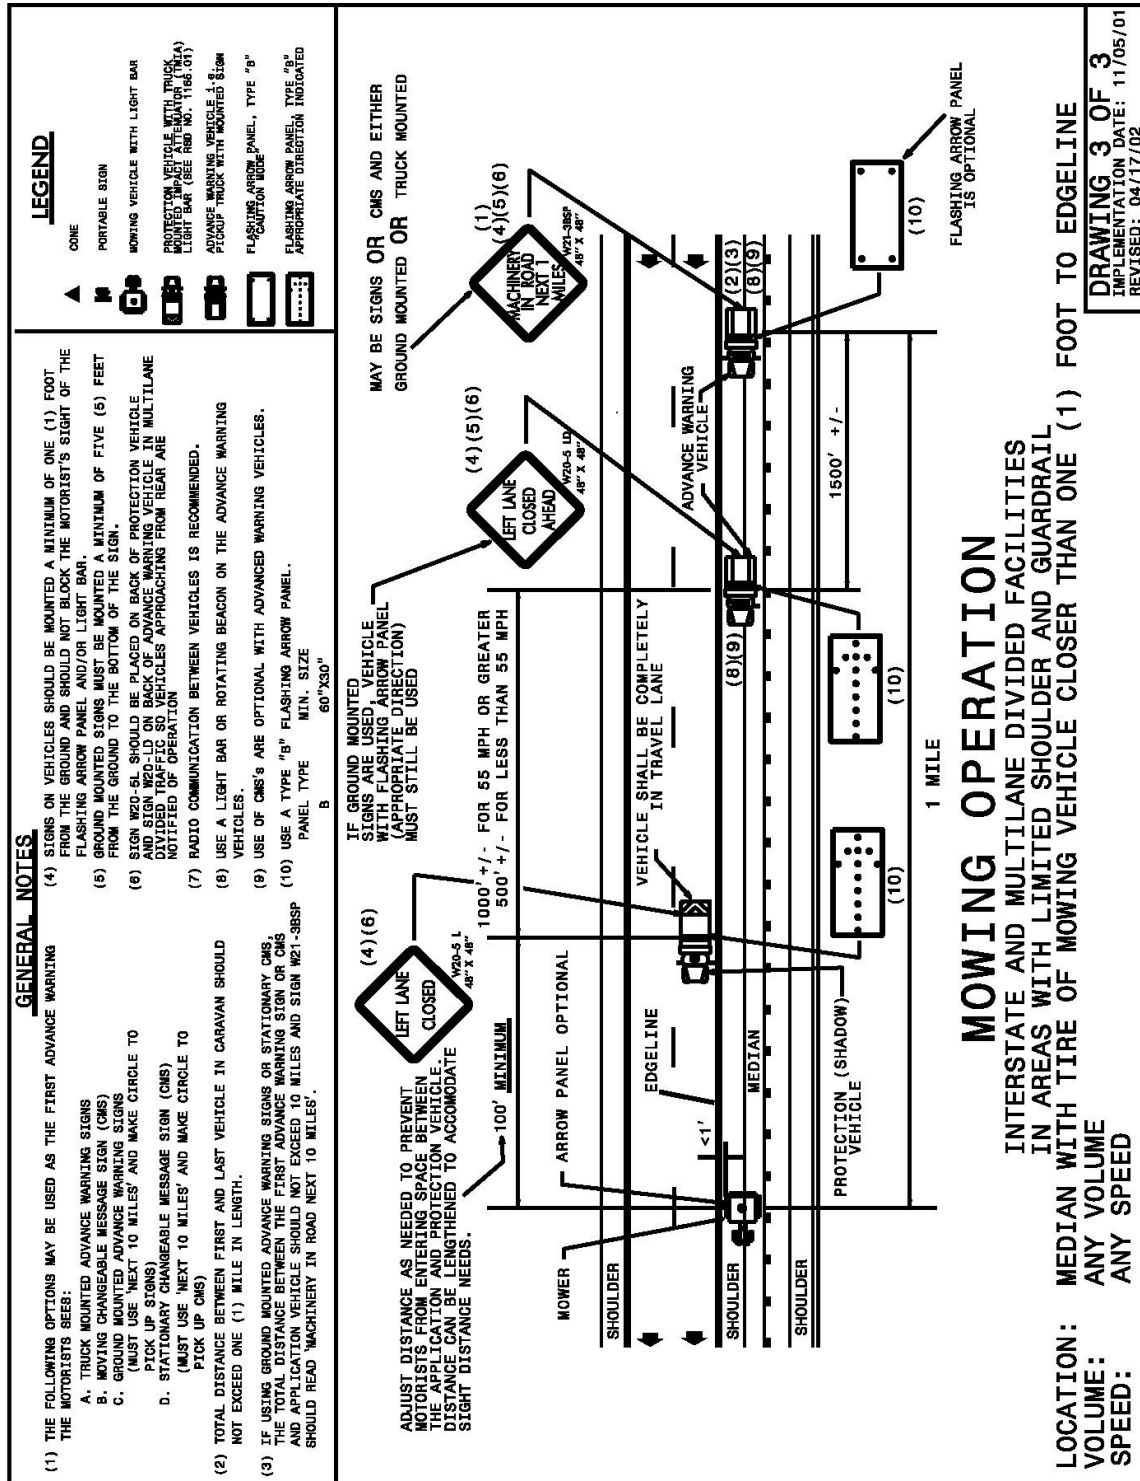 GENERAL NOTES
(1) THE FOLLOWING OPTIONS MAY BE USED AS THE FIRST ADVANCE WARNING
THE MOTORISTS SEES:
A. TRUCK MOUNTED ADVANCE WARNING SIGNS
B. MOVING CHANGEABLE MESSAGE SIGN (CMS)
C. GROUND MOUNTED ADVANCE WARNING SIGNS
(MUST USE 'NEXT 10 MILES' AND MAKE CIRCLE TO
PICK UP SIGNS)
D. STATIONARY CHANGEABLE MESSAGE SIGN (CMS)
(MUST USE 'NEXT 10 MILES' AND MAKE CIRCLE TO
PICK UP CMS)
(2) TOTAL DISTANCE BETWEEN FIRST AND LAST VEHICLE IN CARAVAN SHOULD
NOT EXCEED ONE (1) MILE IN LENGTH.
(3) IF USING GROUND MOUNTED ADVANCE WARNING SIGNS OR STATIONARY CMS,
THE TOTAL DISTANCE BETWEEN THE FIRST ADVANCE WARNING SIGN OR CMS
AND APPLICATION VEHICLE SHOULD NOT EXCEED 10 MILES AND SIGN W21-3BSP
SHOULD READ 'MACHINERY IN ROAD NEXT 10 MILES'.
(4) SIGNS ON VEHICLES SHOULD BE MOUNTED A MINIMUM OF ONE (1) FOOT
FROM THE GROUND AND SHOULD NOT BLOCK THE MOTORIST'S SIGHT OF THE
FLASHING ARROW PANEL AND/OR LIGHT BAR.
(5) GROUND MOUNTED SIGNS MUST BE MOUNTED A MINIMUM OF FIVE (5) FEET
FROM THE GROUND TO THE BOTTOM OF THE SIGN.
(6) SIGN W20-5L SHOULD BE PLACED ON BACK OF PROTECTION VEHICLE
AND SIGN W20-LD ON BACK OF ADVANCE WARNING VEHICLE IN MULTILANE
DIVIDED TRAFFIC SO VEHICLES APPROACHING FROM REAR ARE
NOTIFIED OF OPERATION
(7) RADIO COMMUNICATION BETWEEN VEHICLES IS RECOMMENDED.
(8) USE A LIGHT BAR OR ROTATING BEACON ON THE ADVANCE WARNING
VEHICLES.
(9) USE OF CMS's ARE OPTIONAL WITH ADVANCED WARNING VEHICLES.
(10) USE A TYPE "B" FLASHING ARROW PANEL.
PANEL TYPE MIN. SIZE
B 60"X30"
LEGEND
CONE
PORTABLE SIGN
MOWING VEHICLE WITH LIGHT BAR
PROTECTION VEHICLE WITH TRUCK
MOUNTED IMPACT ATTENUATOR (TMIA)
LIGHT BAR (SEE RBD NO. 1166.01)
ADVANCE WARNING VEHICLE i.e.
PICKUP TRUCK WITH MOUNTED SIGN
FLASHING ARROW PANEL, TYPE "B"
"CAUTION MODE"
FLASHING ARROW PANEL, TYPE "B"
APPROPRIATE DIRECTION INDICATED
ADJUST DISTANCE AS NEEDED TO PREVENT
MOTORISTS FROM ENTERING SPACE BETWEEN
THE APPLICATION AND PROTECTION VEHICLE.
DISTANCE CAN BE LENGTHENED TO ACCOMODATE
SIGHT DISTANCE NEEDS.
LEFT LANE
CLOSED
(4)(6)
W20-5 L
48" X 48"
IF GROUND MOUNTED
SIGNS ARE USED, VEHICLE
WITH FLASHING ARROW PANEL
(APPROPRIATE DIRECTION)
MUST STILL BE USED
LEFT LANE
CLOSED
AHEAD
(4)(5)(6)
W20-5 LD
48" X 48"
MAY BE SIGNS OR CMS AND EITHER
GROUND MOUNTED OR TRUCK MOUNTED
MACHINERY
IN ROAD
NEXT 1
MILES
(1)
(4)(5)(6)
W21-3BSP
48" X 48"
100' MINIMUM
1000' +/- FOR 55 MPH OR GREATER
500' +/- FOR LESS THAN 55 MPH
MOWER
ARROW PANEL OPTIONAL
VEHICLE SHALL BE COMPLETELY
IN TRAVEL LANE
ADVANCE WARNING
VEHICLE
SHOULDER
EDGELINE
<1'
SHOULDER
MEDIAN
(8)(9)
(2)(3)
(8)(9)
SHOULDER
PROTECTION (SHADOW)
VEHICLE
(10)
(10)
1500' +/-
(10)
FLASHING ARROW PANEL
IS OPTIONAL
1 MILE
MOWING OPERATION
INTERSTATE AND MULTILANE DIVIDED FACILITIES
IN AREAS WITH LIMITED SHOULDER AND GUARDRAIL
LOCATION: MEDIAN WITH TIRE OF MOWING VEHICLE CLOSER THAN ONE (1) FOOT TO EDGELINE
VOLUME: ANY VOLUME
SPEED: ANY SPEED
DRAWING 3 OF 3
IMPLEMENTATION DATE: 11/05/01
REVISED: 04/17/02